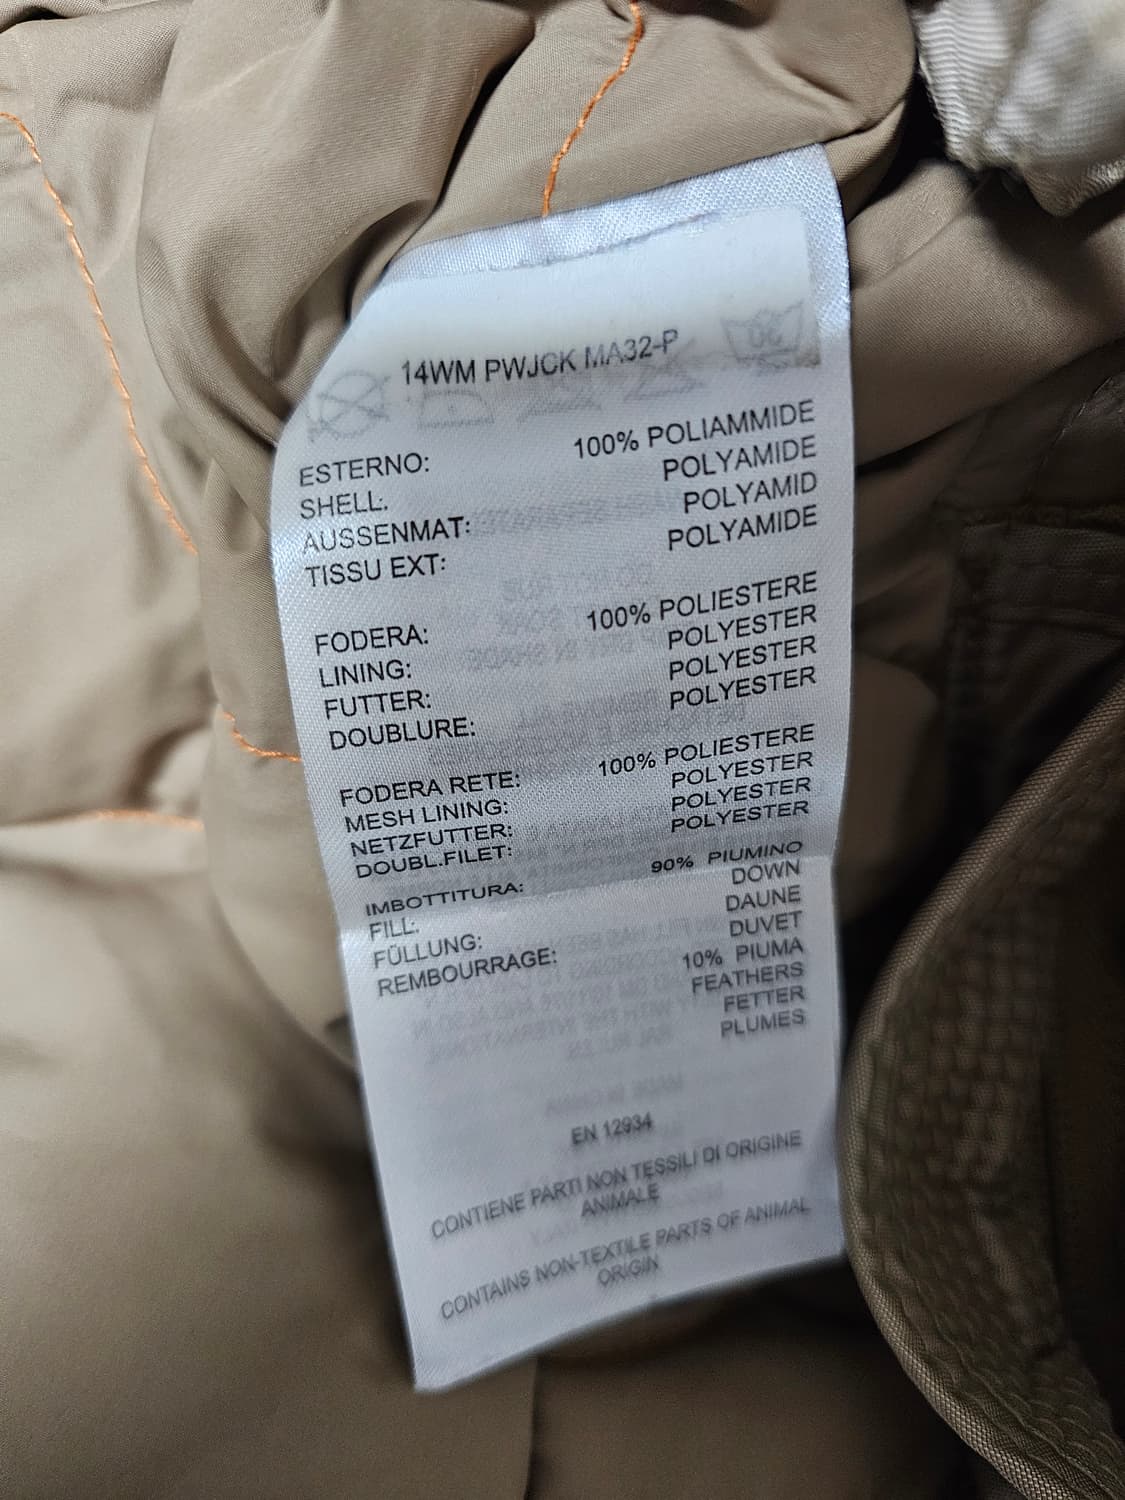 14WM PWJCK MA32-P
ESTERNO: 100% POLIAMMIDE
SHELL: POLYAMIDE
AUSSENMAT: POLYAMID
TISSU EXT: POLYAMIDE
FODERA: 100% POLIESTERE
LINING: POLYESTER
FUTTER: POLYESTER
DOUBLURE: POLYESTER
FODERA RETE: 100% POLIESTERE
MESH LINING: POLYESTER
NETZFUTTER: POLYESTER
DOUBL.FILET: POLYESTER
IMBOTTITURA: 90% PIUMINO
FILL: DOWN
FÜLLUNG: DAUNE
REMBOURRAGE: DUVET
10% PIUMA
FEATHERS
FETTER
PLUMES
EN 12934
CONTIENE PARTI NON TESSILI DI ORIGINE
ANIMALE
CONTAINS NON-TEXTILE PARTS OF ANIMAL
ORIGIN